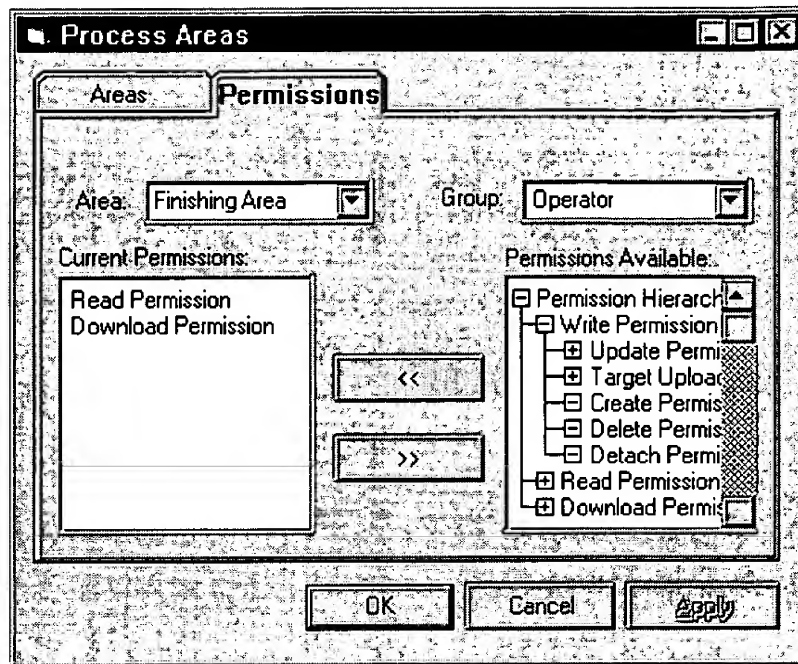 Process Areas
Areas Permissions
Area: Finishing Area Group: Operator
Current Permissions: Permissions Available:
Read Permission
Download Permission
Permission Hierarch
Write Permission
Update Permi
Target Upload
Create Permis
Delete Permis
Detach Permi
Read Permission
Download Permis
<<
>>
OK Cancel Apply